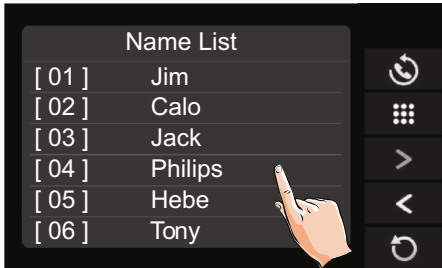 Name List
[ 01 ] Jim
[ 02 ] Calo
[ 03 ] Jack
[ 04 ] Philips
[ 05 ] Hebe
[ 06 ] Tony